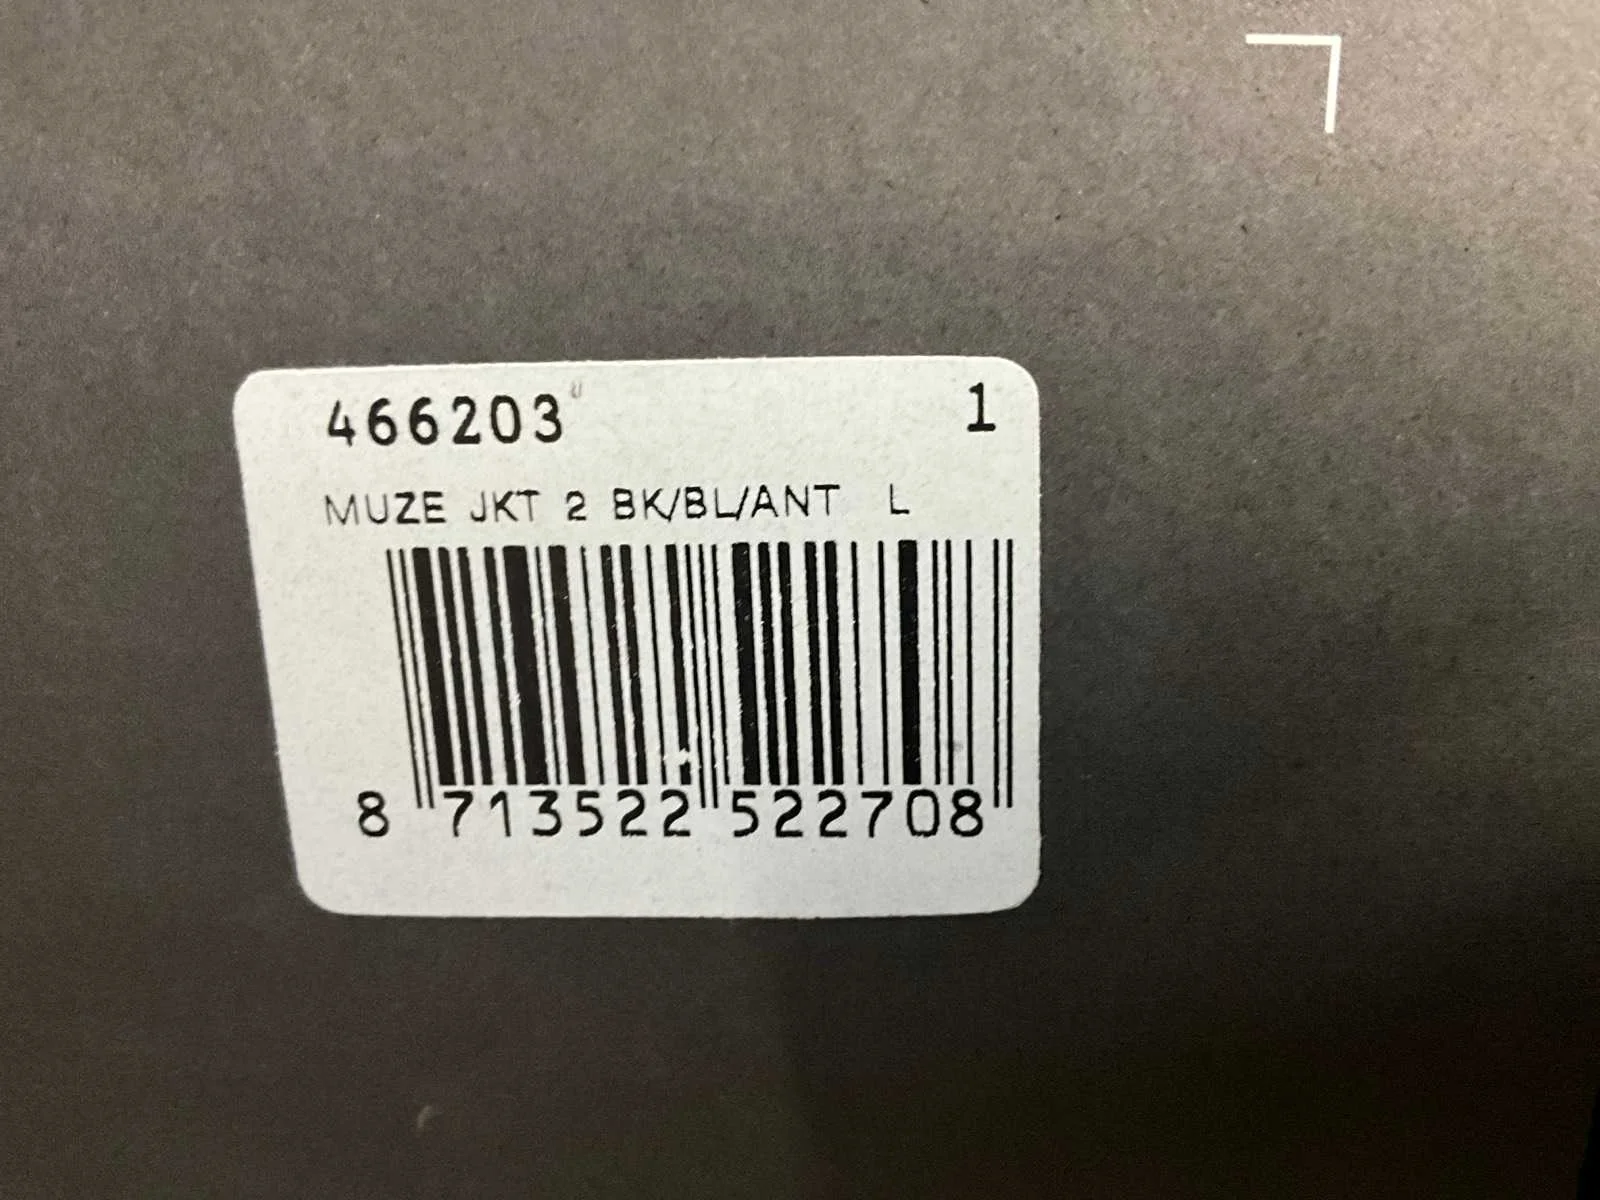 466203 1
MUZE JKT 2 BK/BL/ANT L
8 713522 522708